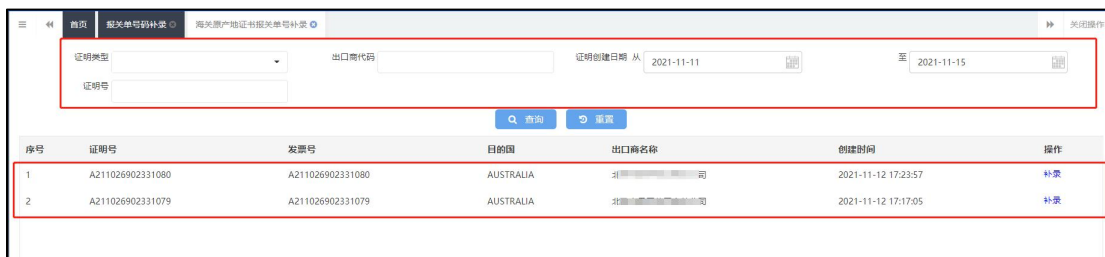 首页 报关单号码补录 海关原产地证书报关单号补录 关闭操作
证明类型 出口商代码 证明创建日期 从 2021-11-11 至 2021-11-15
证明号
查询 重置
序号 证明号 发票号 目的国 出口商名称 创建时间 操作
1 A211026902331080 A211026902331080 AUSTRALIA 北 司 2021-11-12 17:23:57 补录
2 A211026902331079 A211026902331079 AUSTRALIA 北 司 2021-11-12 17:17:05 补录